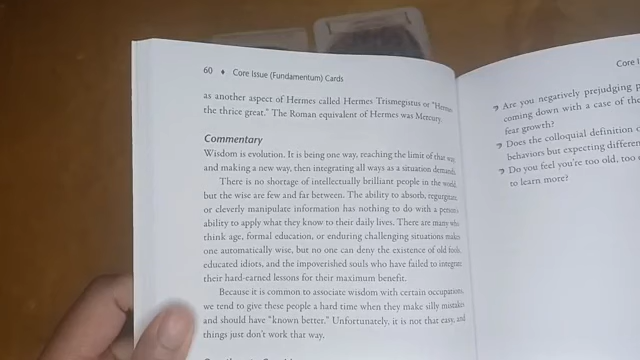 60 ♦ Core Issue (Fundamentum) Cards
as another aspect of Hermes called Hermes Trismegistus or "Hermes
the thrice great." The Roman equivalent of Hermes was Mercury.
Commentary
Wisdom is evolution. It is being one way, reaching the limit of that way,
and making a new way, then integrating all ways as a situation demands.
There is no shortage of intellectually brilliant people in the world,
but the wise are few and far between. The ability to absorb, regurgitate,
or cleverly manipulate information has nothing to do with a person's
ability to apply what they know to their daily lives. There are many who
think age, formal education, or enduring challenging situations makes
one automatically wise, but no one can deny the existence of old fools,
educated idiots, and the impoverished souls who have failed to integrate
their hard-earned lessons for their maximum benefit.
Because it is common to associate wisdom with certain occupations,
we tend to give these people a hard time when they make silly mistakes
and should have "known better." Unfortunately, it is not that easy, and
things just don't work that way.
Core
Are you negatively prejudging
coming down with a case of the
fear growth?
Does the colloquial definition
behaviors but expecting
Do you feel you're too old, too
to learn more?